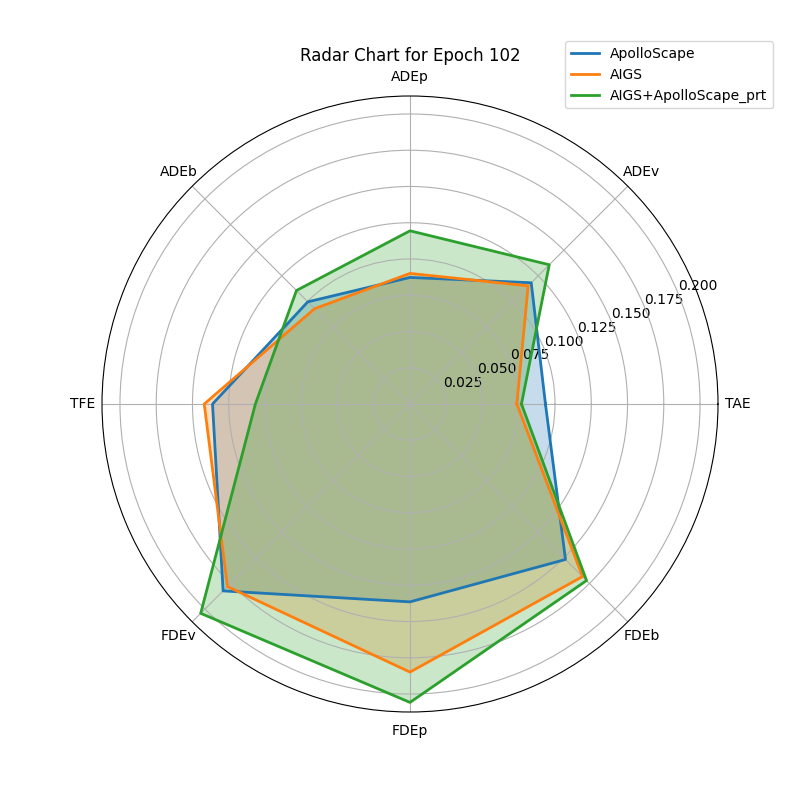 Radar Chart for Epoch 102
ApolloScape
AIGS
AIGS+ApolloScape_prt
ADEp
ADEb
ADEv
0.200
0.175
0.150
0.125
0.100
0.075
0.050
0.025
TFE
TAE
FDEv
FDEb
FDEp